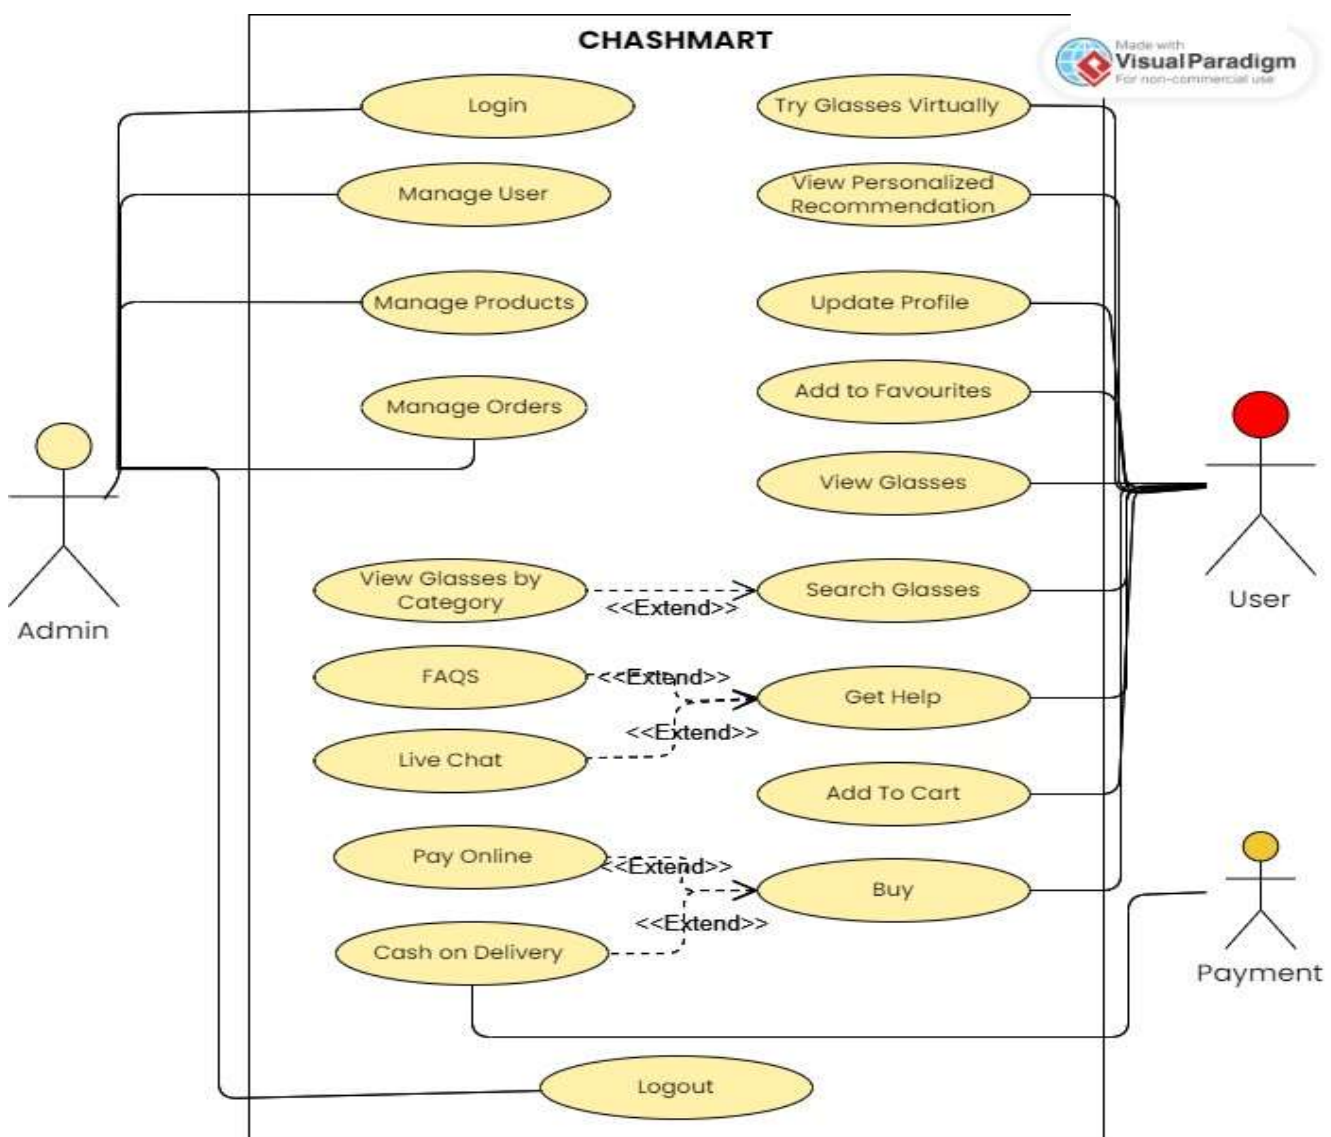 CHASHMART
Made with
Visual Paradigm
For non-commercial use
Login
Try Glasses Virtually
Manage User
View Personalized
Recommendation
Manage Products
Update Profile
Manage Orders
Add to Favourites
View Glasses
Admin
User
View Glasses by
Category
<<Extend>>
Search Glasses
FAQS
<<Extend>>
Get Help
<<Extend>>
Live Chat
Add To Cart
Pay Online
<<Extend>>
Buy
<<Extend>>
Cash on Delivery
Payment
Logout